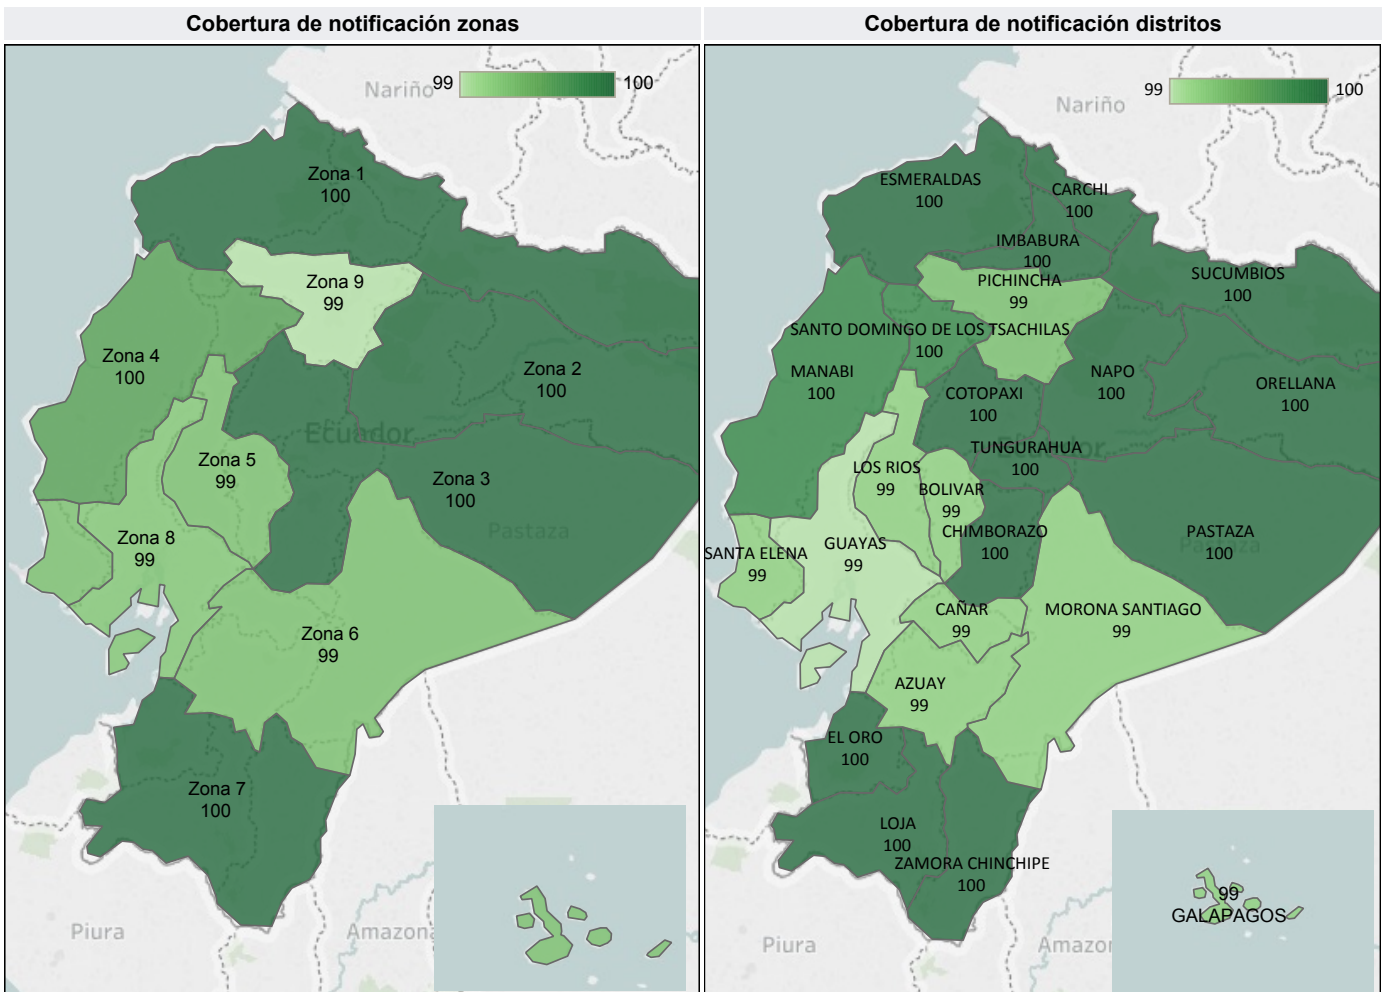 Cobertura de notificación zonas
99
100
Nariño
Zona 1
100
Zona 9
99
Zona 4
100
Zona 2
100
Ecuador
Zona 5
99
Zona 3
100
Pastaza
Zona 8
99
Zona 6
99
Zona 7
100
Piura
Amazon
Cobertura de notificación distritos
99
100
Nariño
ESMERALDAS
100
CARCHI
100
IMBABURA
100
SUCUMBIOS
100
PICHINCHA
99
SANTO DOMINGO DE LOS TSACHILAS
100
MANABI
100
NAPO
100
ORELLANA
100
COTOPAXI
100
Ecuador
TUNGURAHUA
100
LOS RIOS
99
BOLIVAR
99
CHIMBORAZO
100
PASTAZA
100
Pastaza
SANTA ELENA
99
GUAYAS
99
CAÑAR
99
MORONA SANTIAGO
99
AZUAY
99
EL ORO
100
LOJA
100
ZAMORA CHINCHIPE
100
99
GALAPAGOS
Piura
Amazor